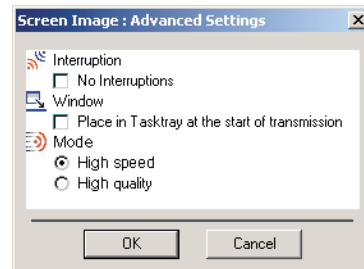 Screen Image : Advanced Settings
Interruption
No Interruptions
Window
Place in Tasktray at the start of transmission
Mode
High speed
High quality
OK Cancel